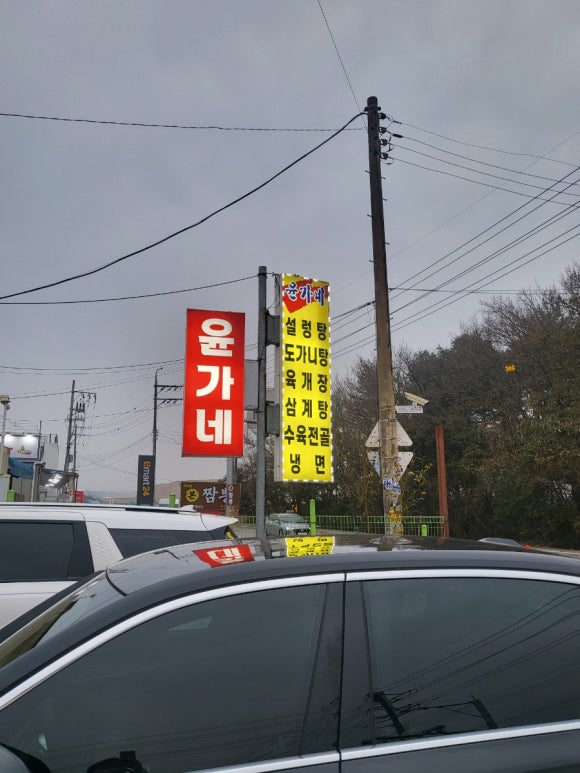 윤가네
윤가네
설렁탕
도가니탕
육개장
삼계탕
수육전골
냉면
emart24
본